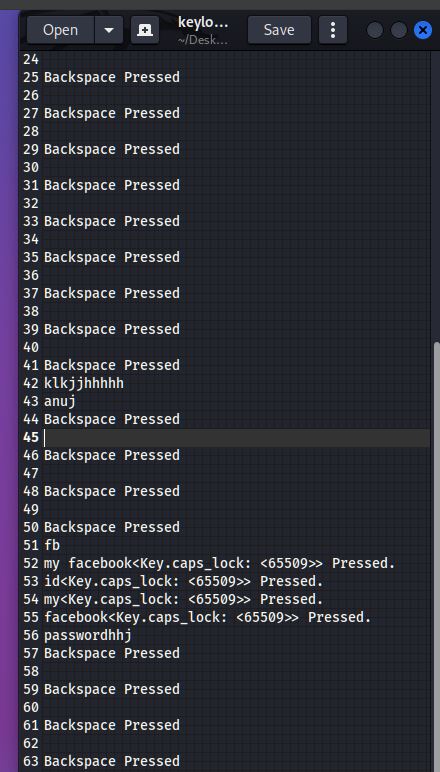 Open
keylo...
~/Desk...
Save
24
25 Backspace Pressed
26
27 Backspace Pressed
28
29 Backspace Pressed
30
31 Backspace Pressed
32
33 Backspace Pressed
34
35 Backspace Pressed
36
37 Backspace Pressed
38
39 Backspace Pressed
40
41 Backspace Pressed
42 klkjjhhhhh
43 anuj
44 Backspace Pressed
45
46 Backspace Pressed
47
48 Backspace Pressed
49
50 Backspace Pressed
51 fb
52 my facebook<Key.caps_lock: <65509>> Pressed.
53 id<Key.caps_lock: <65509>> Pressed.
54 my<Key.caps_lock: <65509>> Pressed.
55 facebook<Key.caps_lock: <65509>> Pressed.
56 passwordhhj
57 Backspace Pressed
58
59 Backspace Pressed
60
61 Backspace Pressed
62
63 Backspace Pressed